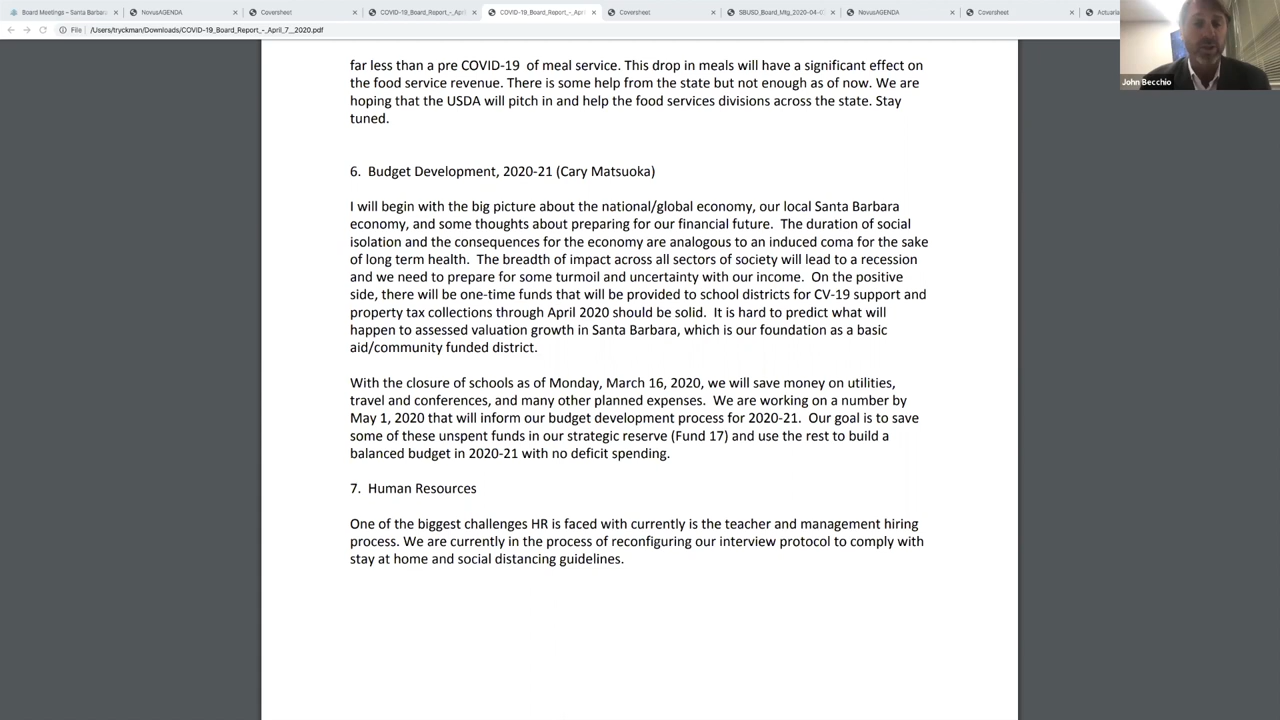 Board Meetings – Santa Barbara
NovusAGENDA
Coversheet
COVID-19_Board_Report_-_April
COVID-19_Board_Report_-_April
Coversheet
SBUSD_Board_Mtg_2020-04-0
NovusAGENDA
Coversheet
File
/Users/tryckman/Downloads/COVID-19_Board_Report_-_April_7__2020.pdf
John Becchio
far less than a pre COVID-19 of meal service. This drop in meals will have a significant effect on
the food service revenue. There is some help from the state but not enough as of now. We are
hoping that the USDA will pitch in and help the food services divisions across the state. Stay
tuned.
6. Budget Development, 2020-21 (Cary Matsuoka)
I will begin with the big picture about the national/global economy, our local Santa Barbara
economy, and some thoughts about preparing for our financial future. The duration of social
isolation and the consequences for the economy are analogous to an induced coma for the sake
of long term health. The breadth of impact across all sectors of society will lead to a recession
and we need to prepare for some turmoil and uncertainty with our income. On the positive
side, there will be one-time funds that will be provided to school districts for CV-19 support and
property tax collections through April 2020 should be solid. It is hard to predict what will
happen to assessed valuation growth in Santa Barbara, which is our foundation as a basic
aid/community funded district.
With the closure of schools as of Monday, March 16, 2020, we will save money on utilities,
travel and conferences, and many other planned expenses. We are working on a number by
May 1, 2020 that will inform our budget development process for 2020-21. Our goal is to save
some of these unspent funds in our strategic reserve (Fund 17) and use the rest to build a
balanced budget in 2020-21 with no deficit spending.
7. Human Resources
One of the biggest challenges HR is faced with currently is the teacher and management hiring
process. We are currently in the process of reconfiguring our interview protocol to comply with
stay at home and social distancing guidelines.